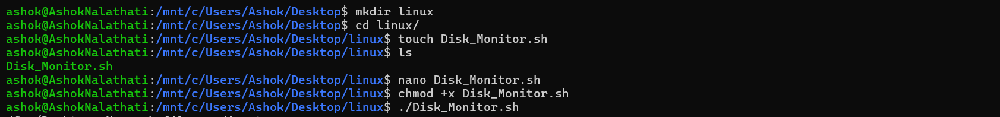 ashok@AshokNalathati:/mnt/c/Users/Ashok/Desktop$ mkdir linux
ashok@AshokNalathati:/mnt/c/Users/Ashok/Desktop$ cd linux/
ashok@AshokNalathati:/mnt/c/Users/Ashok/Desktop/linux$ touch Disk_Monitor.sh
ashok@AshokNalathati:/mnt/c/Users/Ashok/Desktop/linux$ ls
Disk_Monitor.sh
ashok@AshokNalathati:/mnt/c/Users/Ashok/Desktop/linux$ nano Disk_Monitor.sh
ashok@AshokNalathati:/mnt/c/Users/Ashok/Desktop/linux$ chmod +x Disk_Monitor.sh
ashok@AshokNalathati:/mnt/c/Users/Ashok/Desktop/linux$ ./Disk_Monitor.sh